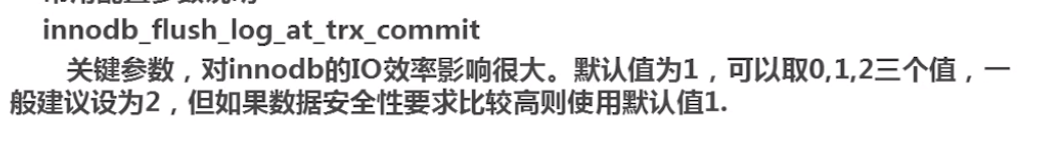 innodb_flush_log_at_trx_commit
关键参数，对innodb的IO效率影响很大。默认值为1，可以取0,1,2三个值，一
般建议设为2，但如果数据安全性要求比较高则使用默认值1.